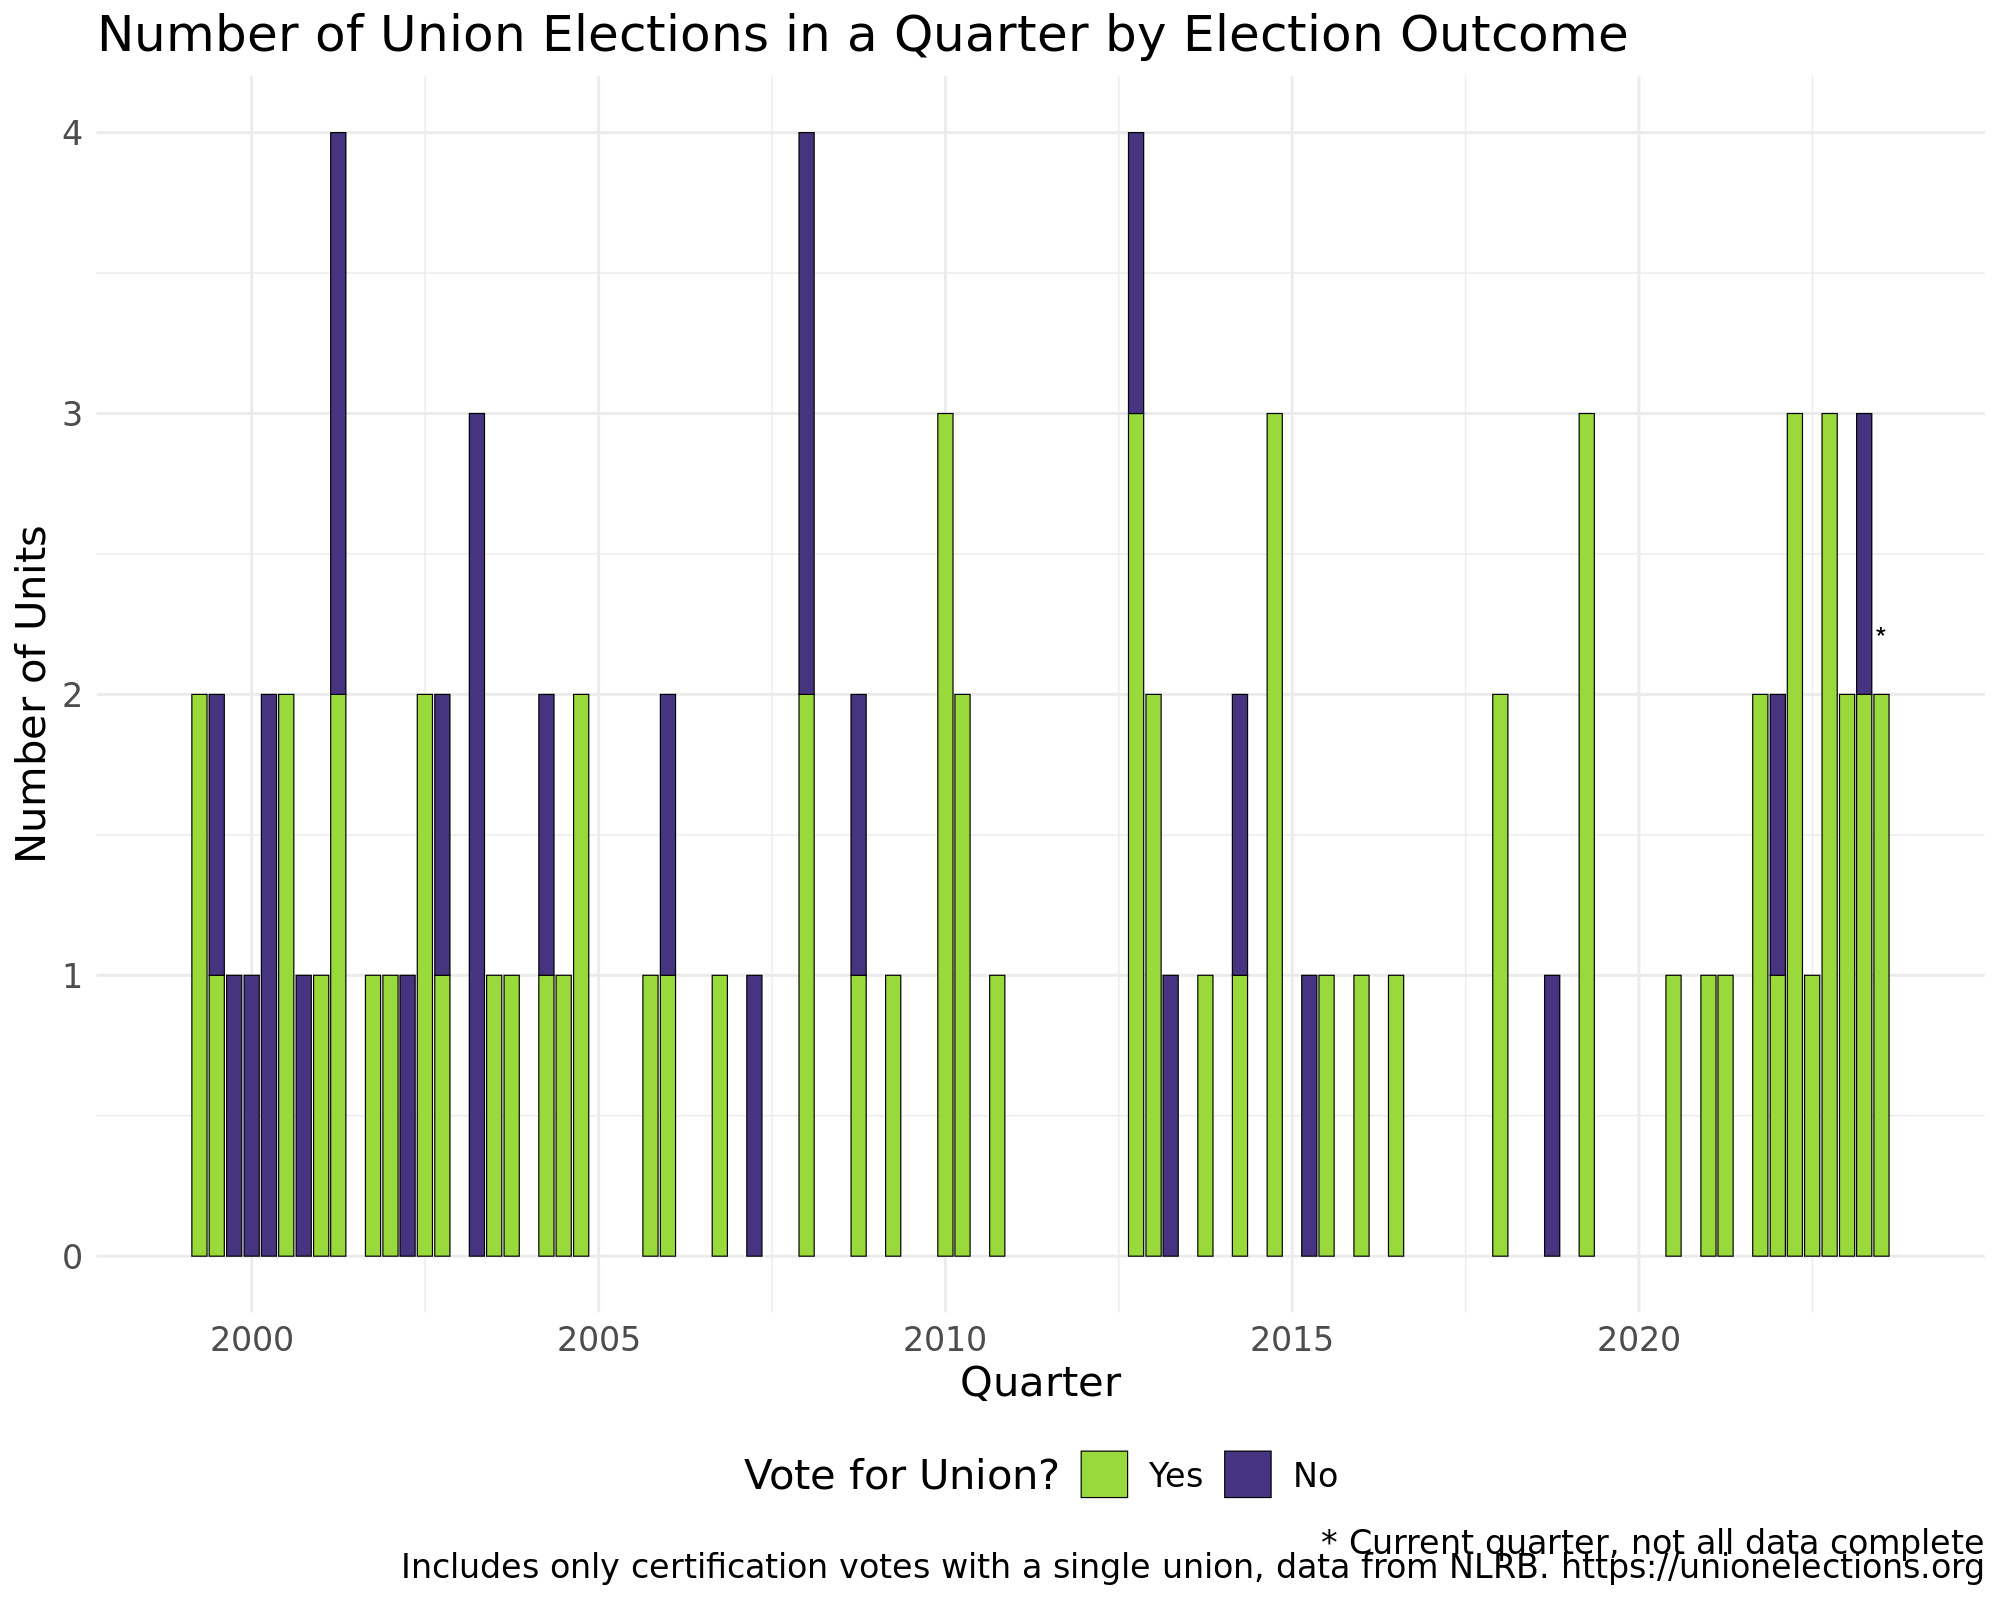 Number of Union Elections in a Quarter by Election Outcome
4
3
2
1
0
Number of Units
*
2000 2005 2010 2015 2020
Quarter
Vote for Union? Yes No
* Current quarter, not all data complete
Includes only certification votes with a single union, data from NLRB. https://unionelections.org